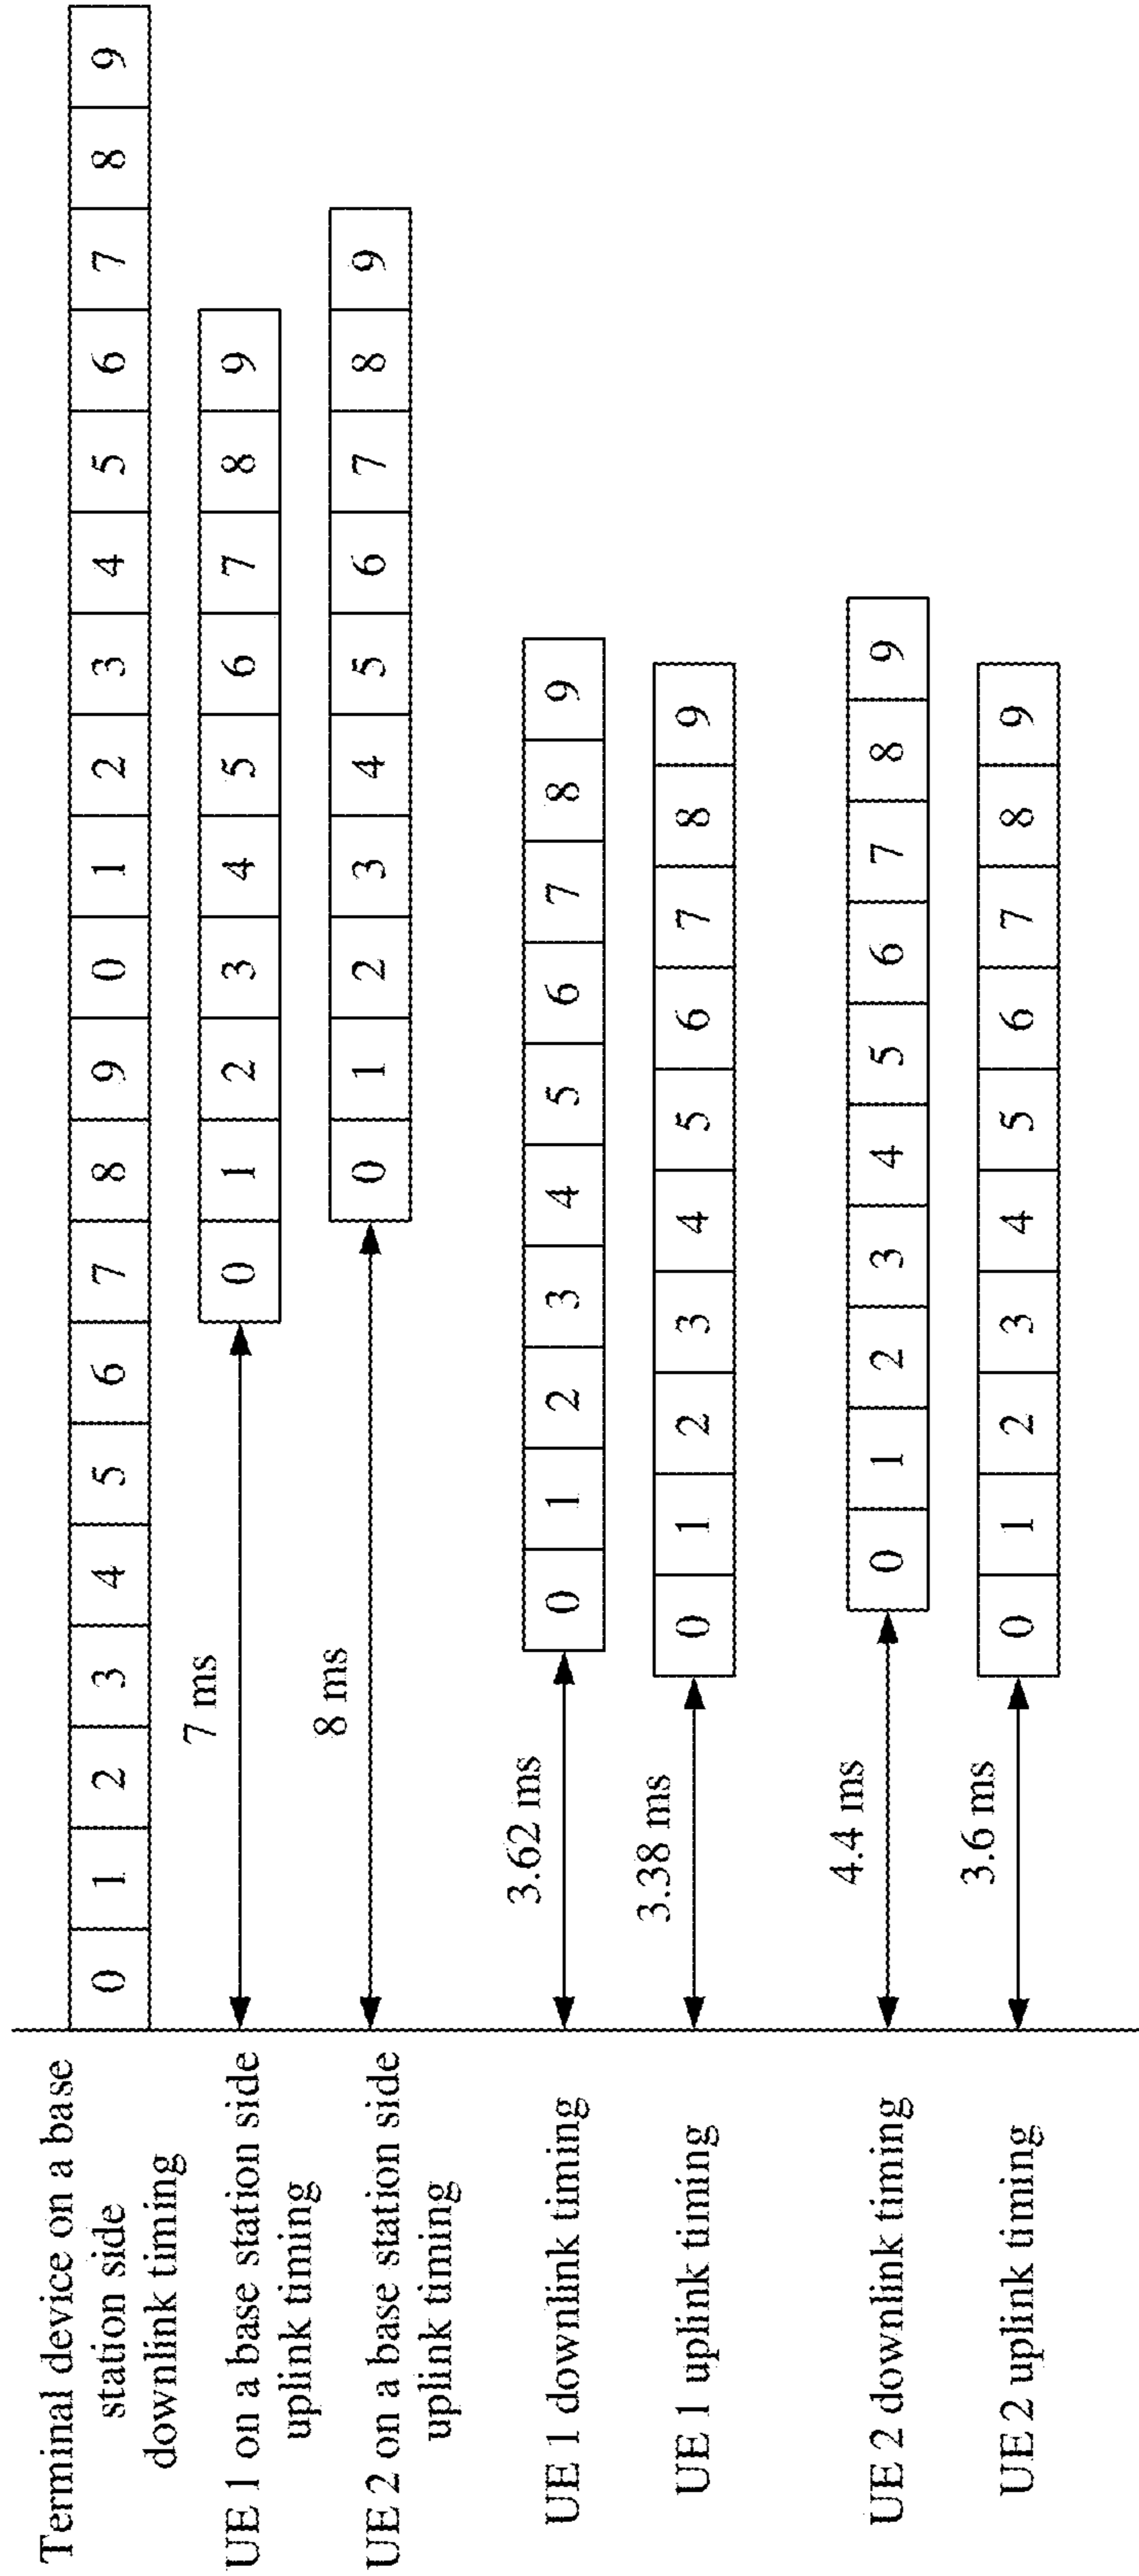 Terminal device on a base
station side
downlink timing
0 1 2 3 4 5 6 7 8 9 0 1 2 3 4 5 6 7 8 9
UE 1 on a base station side
uplink timing
7 ms
0 1 2 3 4 5 6 7 8 9
UE 2 on a base station side
uplink timing
8 ms
0 1 2 3 4 5 6 7 8 9
UE 1 downlink timing
3.62 ms
0 1 2 3 4 5 6 7 8 9
UE 1 uplink timing
3.38 ms
0 1 2 3 4 5 6 7 8 9
UE 2 downlink timing
4.4 ms
0 1 2 3 4 5 6 7 8 9
UE 2 uplink timing
3.6 ms
0 1 2 3 4 5 6 7 8 9